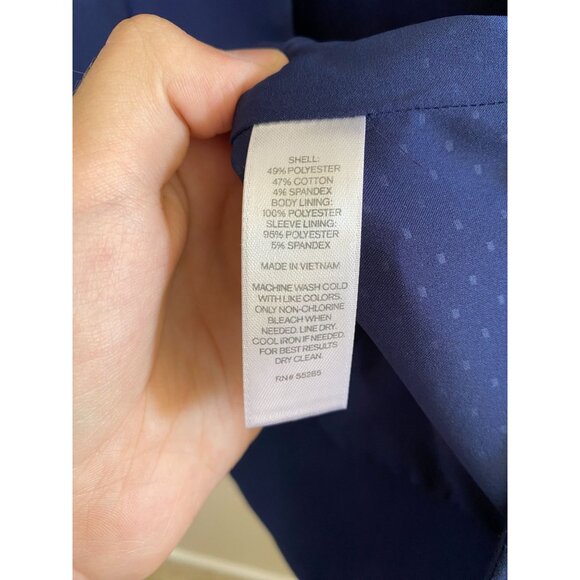 SHELL:
49% POLYESTER
47% COTTON
4% SPANDEX
BODY LINING:
100% POLYESTER
SLEEVE LINING:
95% POLYESTER
5% SPANDEX
MADE IN VIETNAM
MACHINE WASH COLD
WITH LIKE COLORS.
ONLY NON-CHLORINE
BLEACH WHEN
NEEDED. LINE DRY.
COOL IRON IF NEEDED.
FOR BEST RESULTS
DRY CLEAN.
RN# 55285